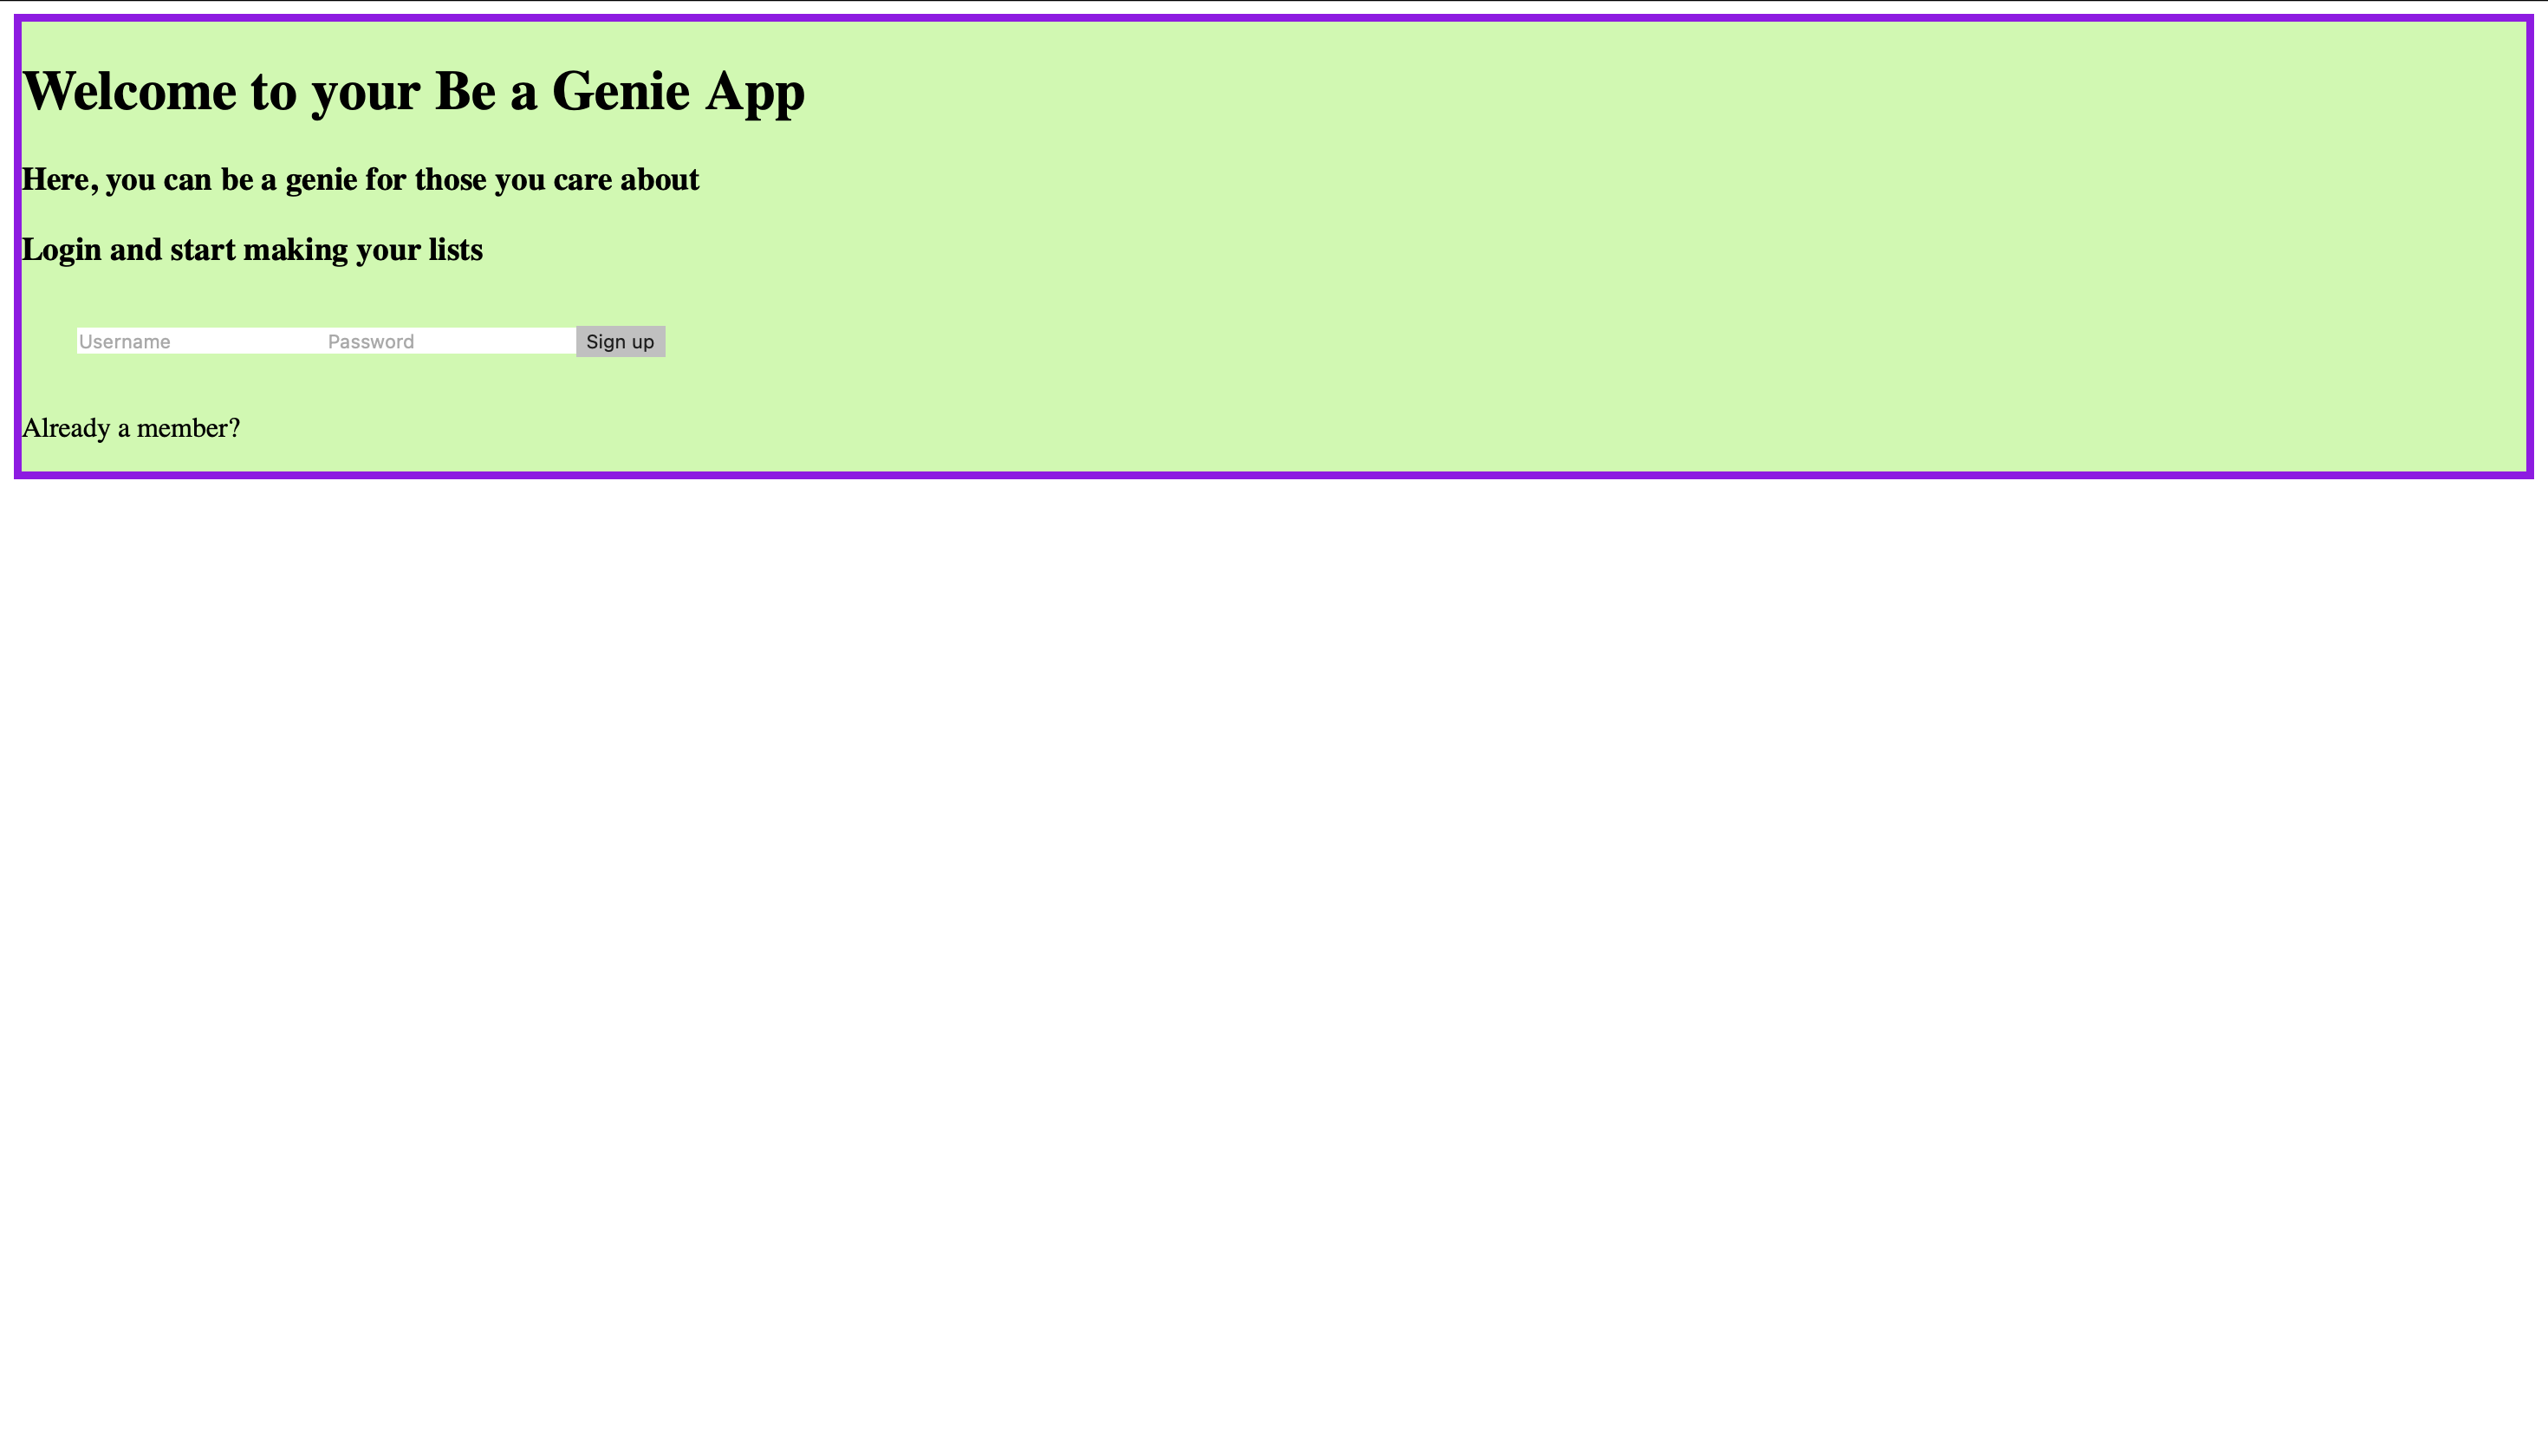 Welcome to your Be a Genie App
Here, you can be a genie for those you care about
Login and start making your lists
Username Password Sign up
Already a member?